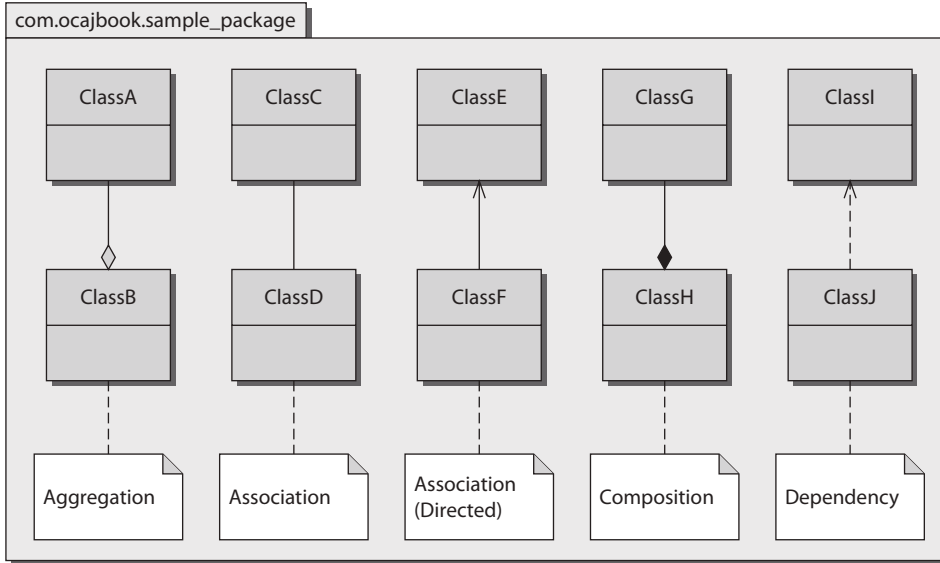 com.ocajbook.sample_package
ClassA
ClassC
ClassE
ClassG
ClassI
ClassB
ClassD
ClassF
ClassH
ClassJ
Aggregation
Association
Association
(Directed)
Composition
Dependency